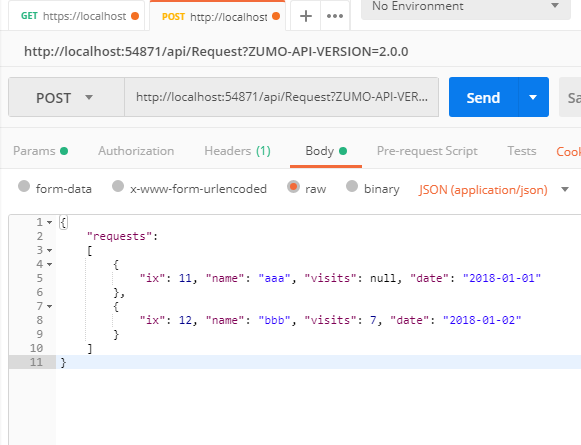 GET https://localhost POST http://localhost + ••• No Environment
http://localhost:54871/api/Request?ZUMO-API-VERSION=2.0.0
POST http://localhost:54871/api/Request?ZUMO-API-VER... Send Sa
Params Authorization Headers (1) Body Pre-request Script Tests Cook
form-data x-www-form-urlencoded raw binary JSON (application/json)
1 {
2 "requests":
3 [
4 {
5 "ix": 11, "name": "aaa", "visits": null, "date": "2018-01-01"
6 },
7 {
8 "ix": 12, "name": "bbb", "visits": 7, "date": "2018-01-02"
9 }
10 ]
11 }